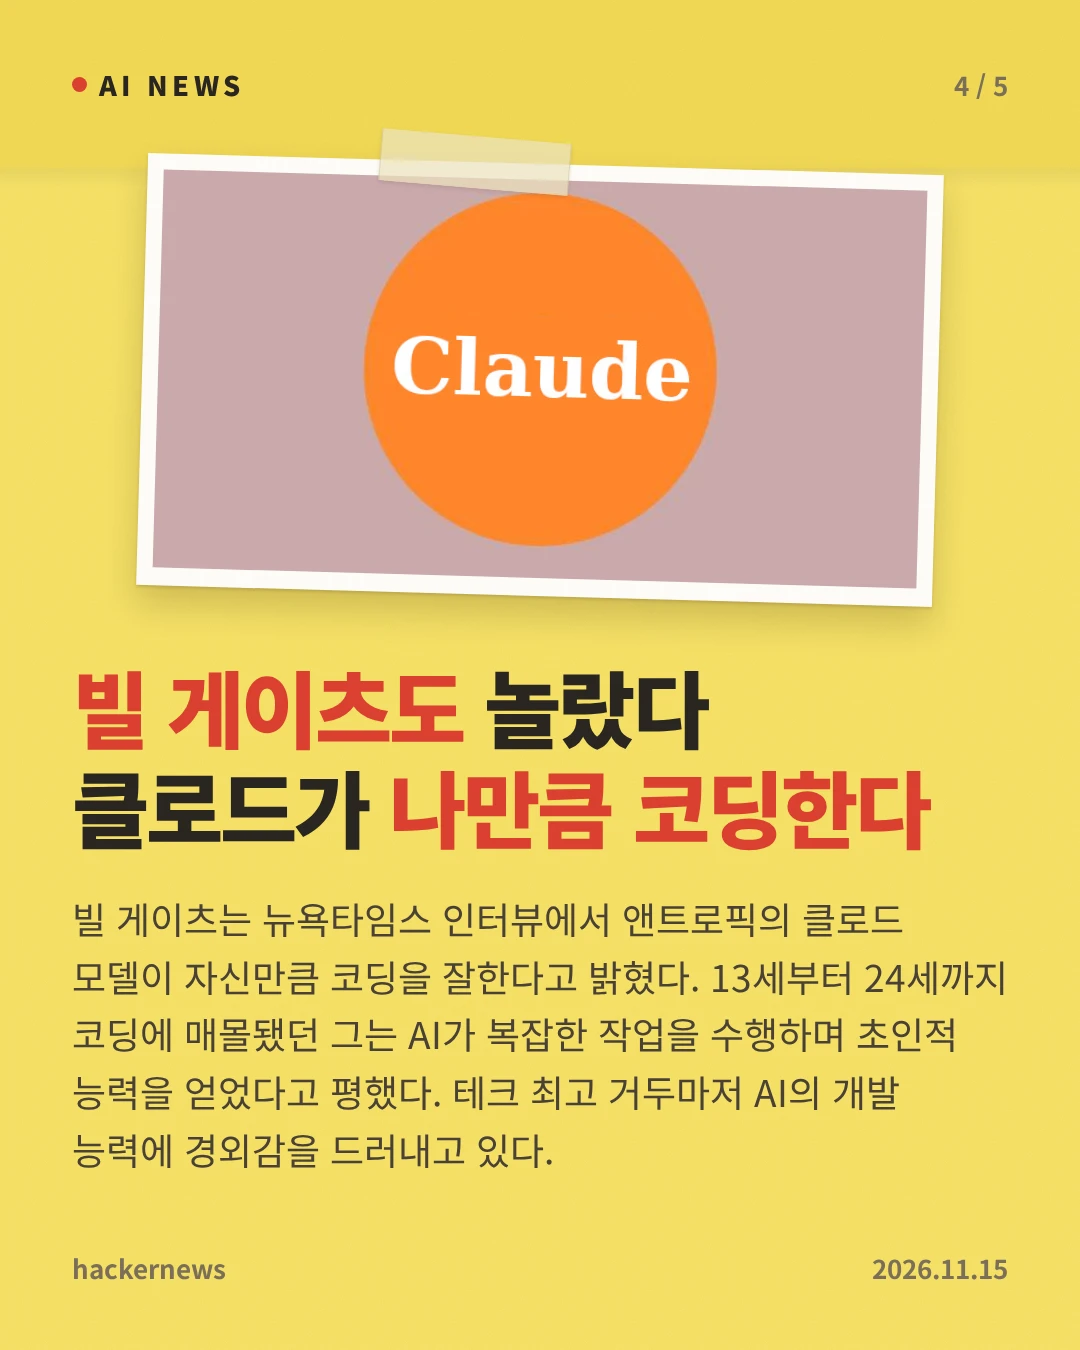 AI NEWS
4 / 5
Claude
빌 게이츠도 놀랐다
클로드가 나만큼 코딩한다
빌 게이츠는 뉴욕타임스 인터뷰에서 앤트로픽의 클로드
모델이 자신만큼 코딩을 잘한다고 밝혔다. 13세부터 24세까지
코딩에 매몰됐던 그는 AI가 복잡한 작업을 수행하며 초인적
능력을 얻었다고 평했다. 테크 최고 거두마저 AI의 개발
능력에 경외감을 드러내고 있다.
hackernews
2026.11.15